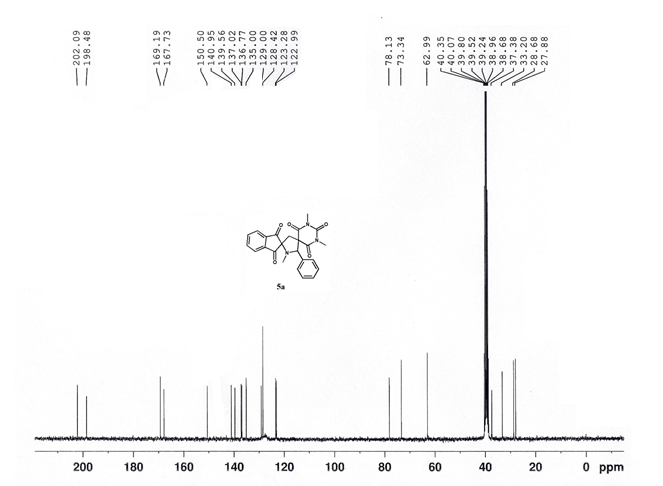 202.09
198.48
169.19
167.73
150.50
140.95
139.56
137.02
136.77
135.00
129.00
128.42
123.28
122.99
78.13
73.34
62.99
40.35
40.07
39.80
39.52
39.24
38.96
38.68
37.38
33.20
28.68
27.88
O
O
N
O
N
O
N
O
5a
200 180 160 140 120 100 80 60 40 20 0 ppm